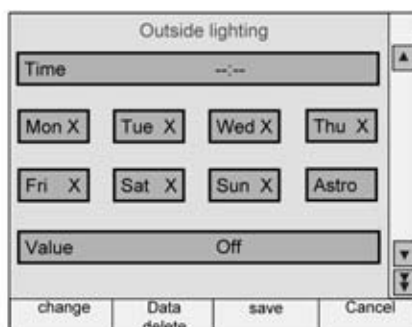 Outside lighting
Time --:--
Mon X Tue X Wed X Thu X
Fri X Sat X Sun X Astro
Value Off
change Data delete save Cancel